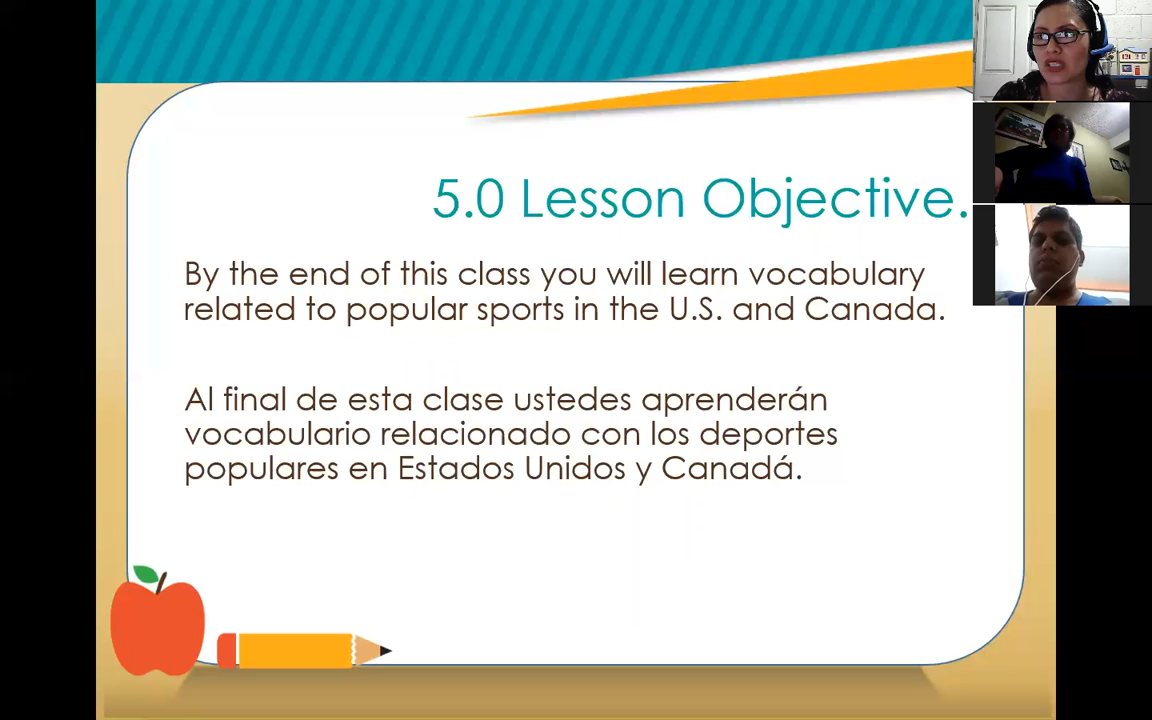 5.0 Lesson Objective.
By the end of this class you will learn vocabulary
related to popular sports in the U.S. and Canada.
Al final de esta clase ustedes aprenderán
vocabulario relacionado con los deportes
populares en Estados Unidos y Canadá.